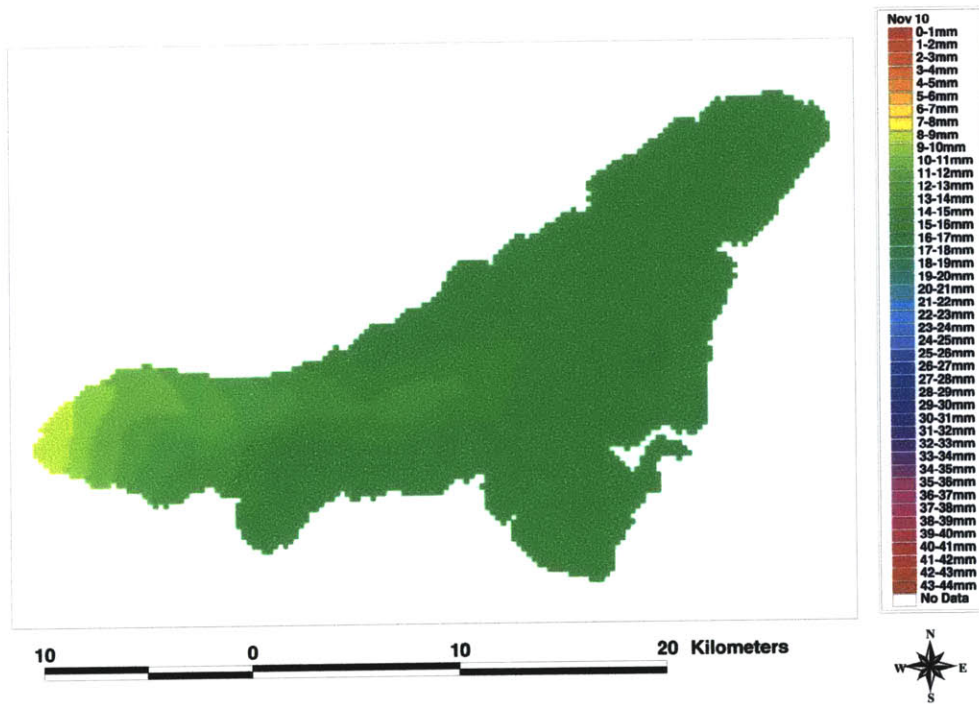 Nov 10
0-1mm
1-2mm
2-3mm
3-4mm
4-5mm
5-6mm
6-7mm
7-8mm
8-9mm
9-10mm
10-11mm
11-12mm
12-13mm
13-14mm
14-15mm
15-16mm
16-17mm
17-18mm
18-19mm
19-20mm
20-21mm
21-22mm
22-23mm
23-24mm
24-25mm
25-26mm
26-27mm
27-28mm
28-29mm
29-30mm
30-31mm
31-32mm
32-33mm
33-34mm
34-35mm
35-36mm
36-37mm
37-38mm
38-39mm
39-40mm
40-41mm
41-42mm
42-43mm
43-44mm
No Data
10 0 10 20 Kilometers
N
W E
S